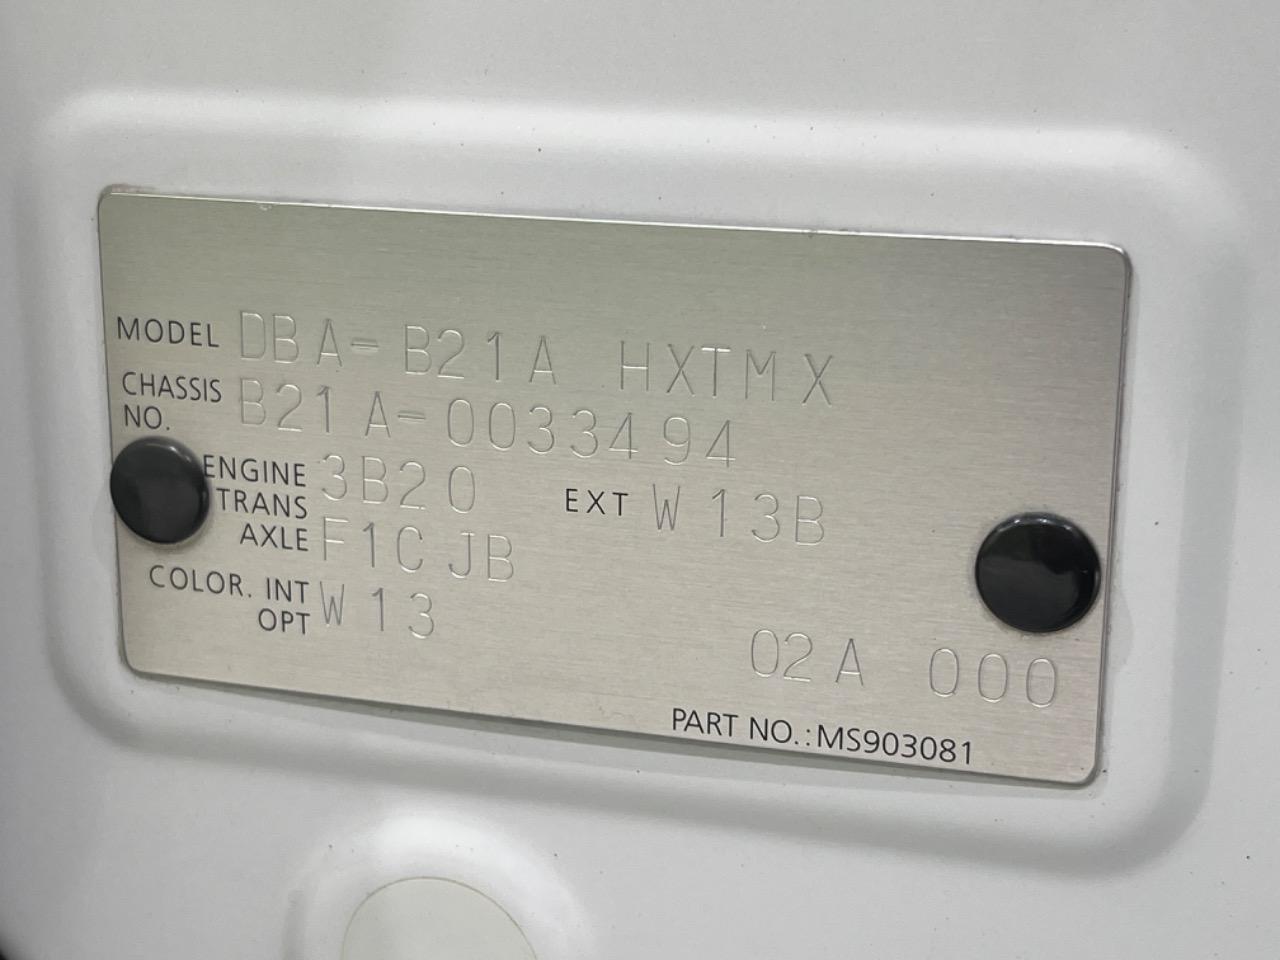 MODEL DBA-B21A HXTMX
CHASSIS NO. B21A-0033494
ENGINE 3B20 EXT W13B
TRANS AXLE F1CJB
COLOR. INT OPT W13
02A 000
PART NO.:MS903081